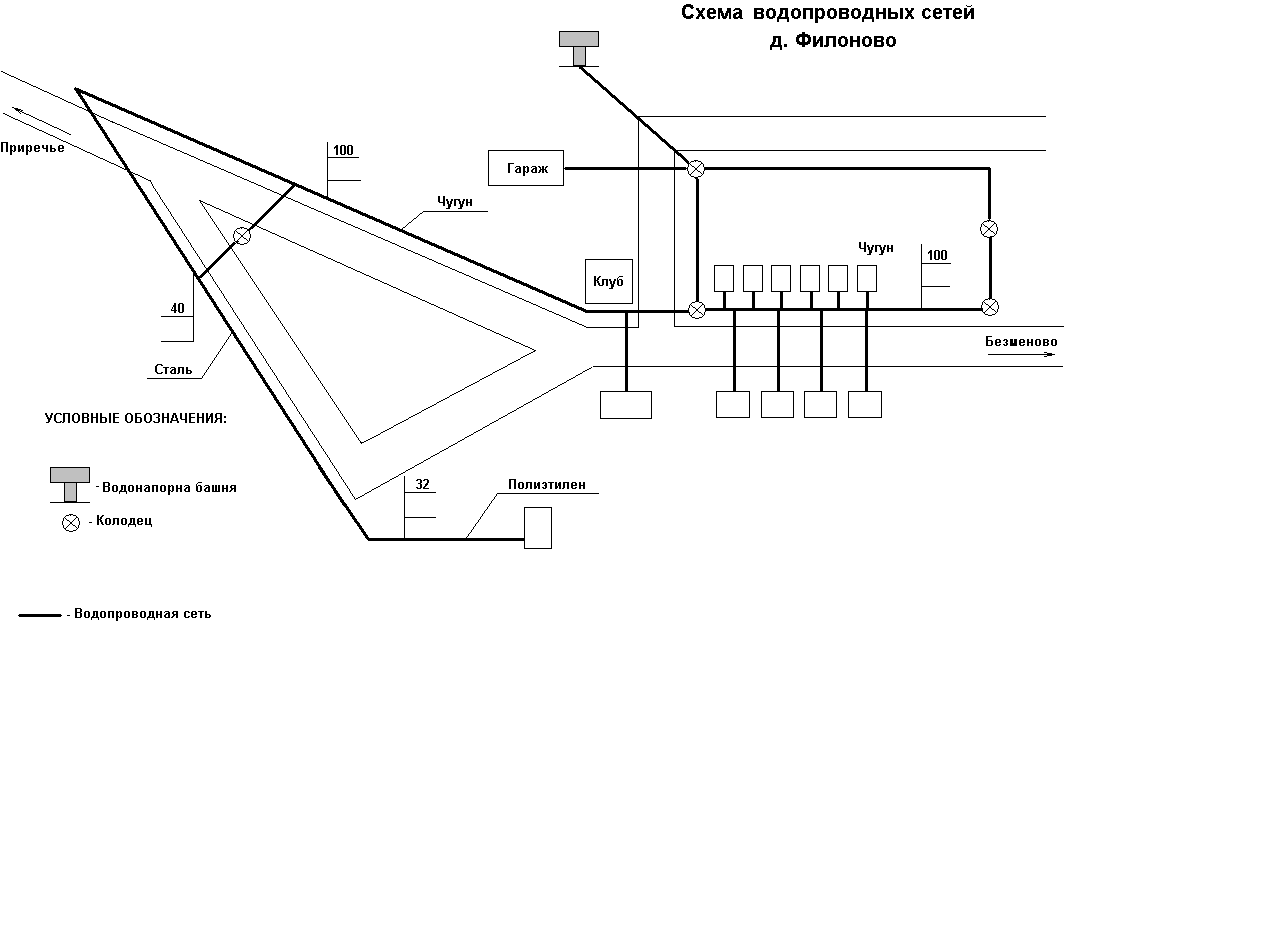 Схема водопроводных сетей
д. Филоново
Приречье
100
Чугун
Гараж
Клуб
Чугун
100
Безменово
40
Сталь
УСЛОВНЫЕ ОБОЗНАЧЕНИЯ:
- Водонапорна башня
- Колодец
32
Полиэтилен
- Водопроводная сеть